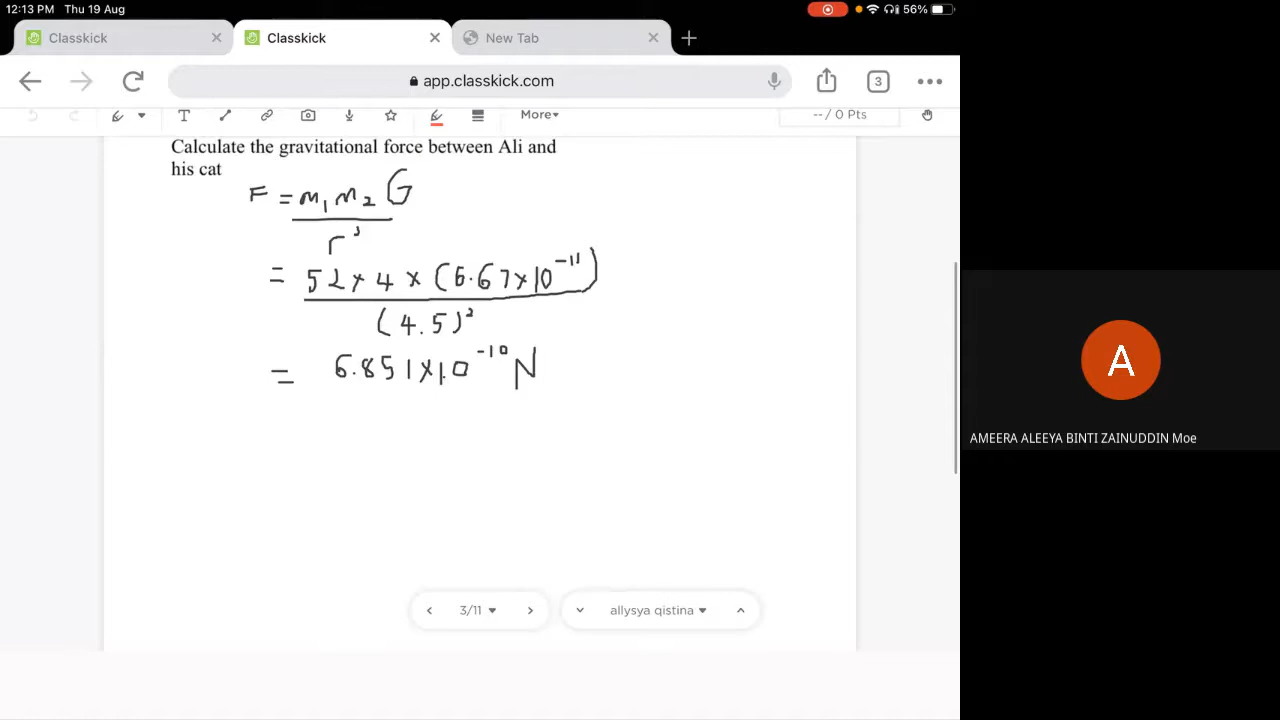 12:13 PM Thu 19 Aug
56%
Classkick
Classkick
New Tab
app.classkick.com
3
T
More
-- / 0 Pts
Calculate the gravitational force between Ali and
his cat
F = m₁ m₂ G
r²
= 52 × 4 × (6.67 × 10⁻¹¹)
(4.5)²
= 6.851 × 10⁻¹⁰ N
3/11
allysya qistina
A
AMEERA ALEEYA BINTI ZAINUDDIN Moe